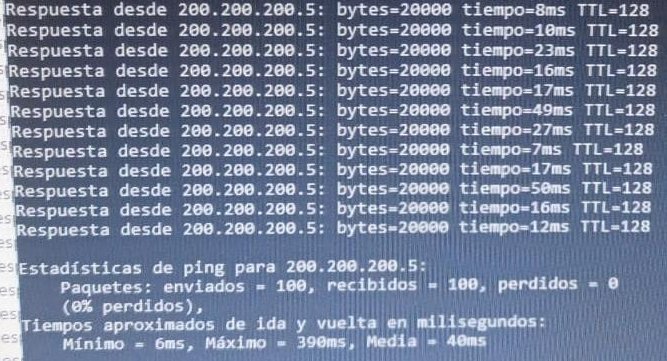 Respuesta desde 200.200.200.5: bytes=20000 tiempo=8ms TTL=128
Respuesta desde 200.200.200.5: bytes=20000 tiempo=10ms TTL=128
Respuesta desde 200.200.200.5: bytes=20000 tiempo=23ms TTL=128
Respuesta desde 200.200.200.5: bytes=20000 tiempo=16ms TTL=128
Respuesta desde 200.200.200.5: bytes=20000 tiempo=17ms TTL=128
Respuesta desde 200.200.200.5: bytes=20000 tiempo=49ms TTL=128
Respuesta desde 200.200.200.5: bytes=20000 tiempo=27ms TTL=128
Respuesta desde 200.200.200.5: bytes=20000 tiempo=7ms TTL=128
Respuesta desde 200.200.200.5: bytes=20000 tiempo=17ms TTL=128
Respuesta desde 200.200.200.5: bytes=20000 tiempo=50ms TTL=128
Respuesta desde 200.200.200.5: bytes=20000 tiempo=16ms TTL=128
Respuesta desde 200.200.200.5: bytes=20000 tiempo=12ms TTL=128
Estadísticas de ping para 200.200.200.5:
Paquetes: enviados = 100, recibidos = 100, perdidos = 0
(0% perdidos),
Tiempos aproximados de ida y vuelta en milisegundos:
Mínimo = 6ms, Máximo = 390ms, Media = 40ms